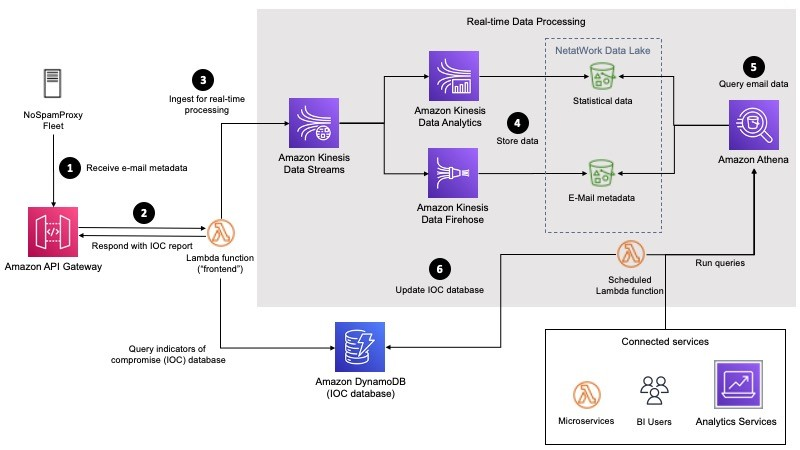 Real-time Data Processing
NoSpamProxy
Fleet
1
Receive e-mail metadata
Amazon API Gateway
2
Respond with IOC report
Lambda function
("frontend")
3
Ingest for real-time
processing
Amazon Kinesis
Data Streams
Amazon Kinesis
Data Analytics
Amazon Kinesis
Data Firehose
4
Store data
NetatWork Data Lake
Statistical data
E-Mail metadata
5
Query email data
Amazon Athena
Run queries
Scheduled
Lambda function
6
Update IOC database
Query indicators of
compromise (IOC) database
Amazon DynamoDB
(IOC database)
Connected services
Microservices
BI Users
Analytics Services